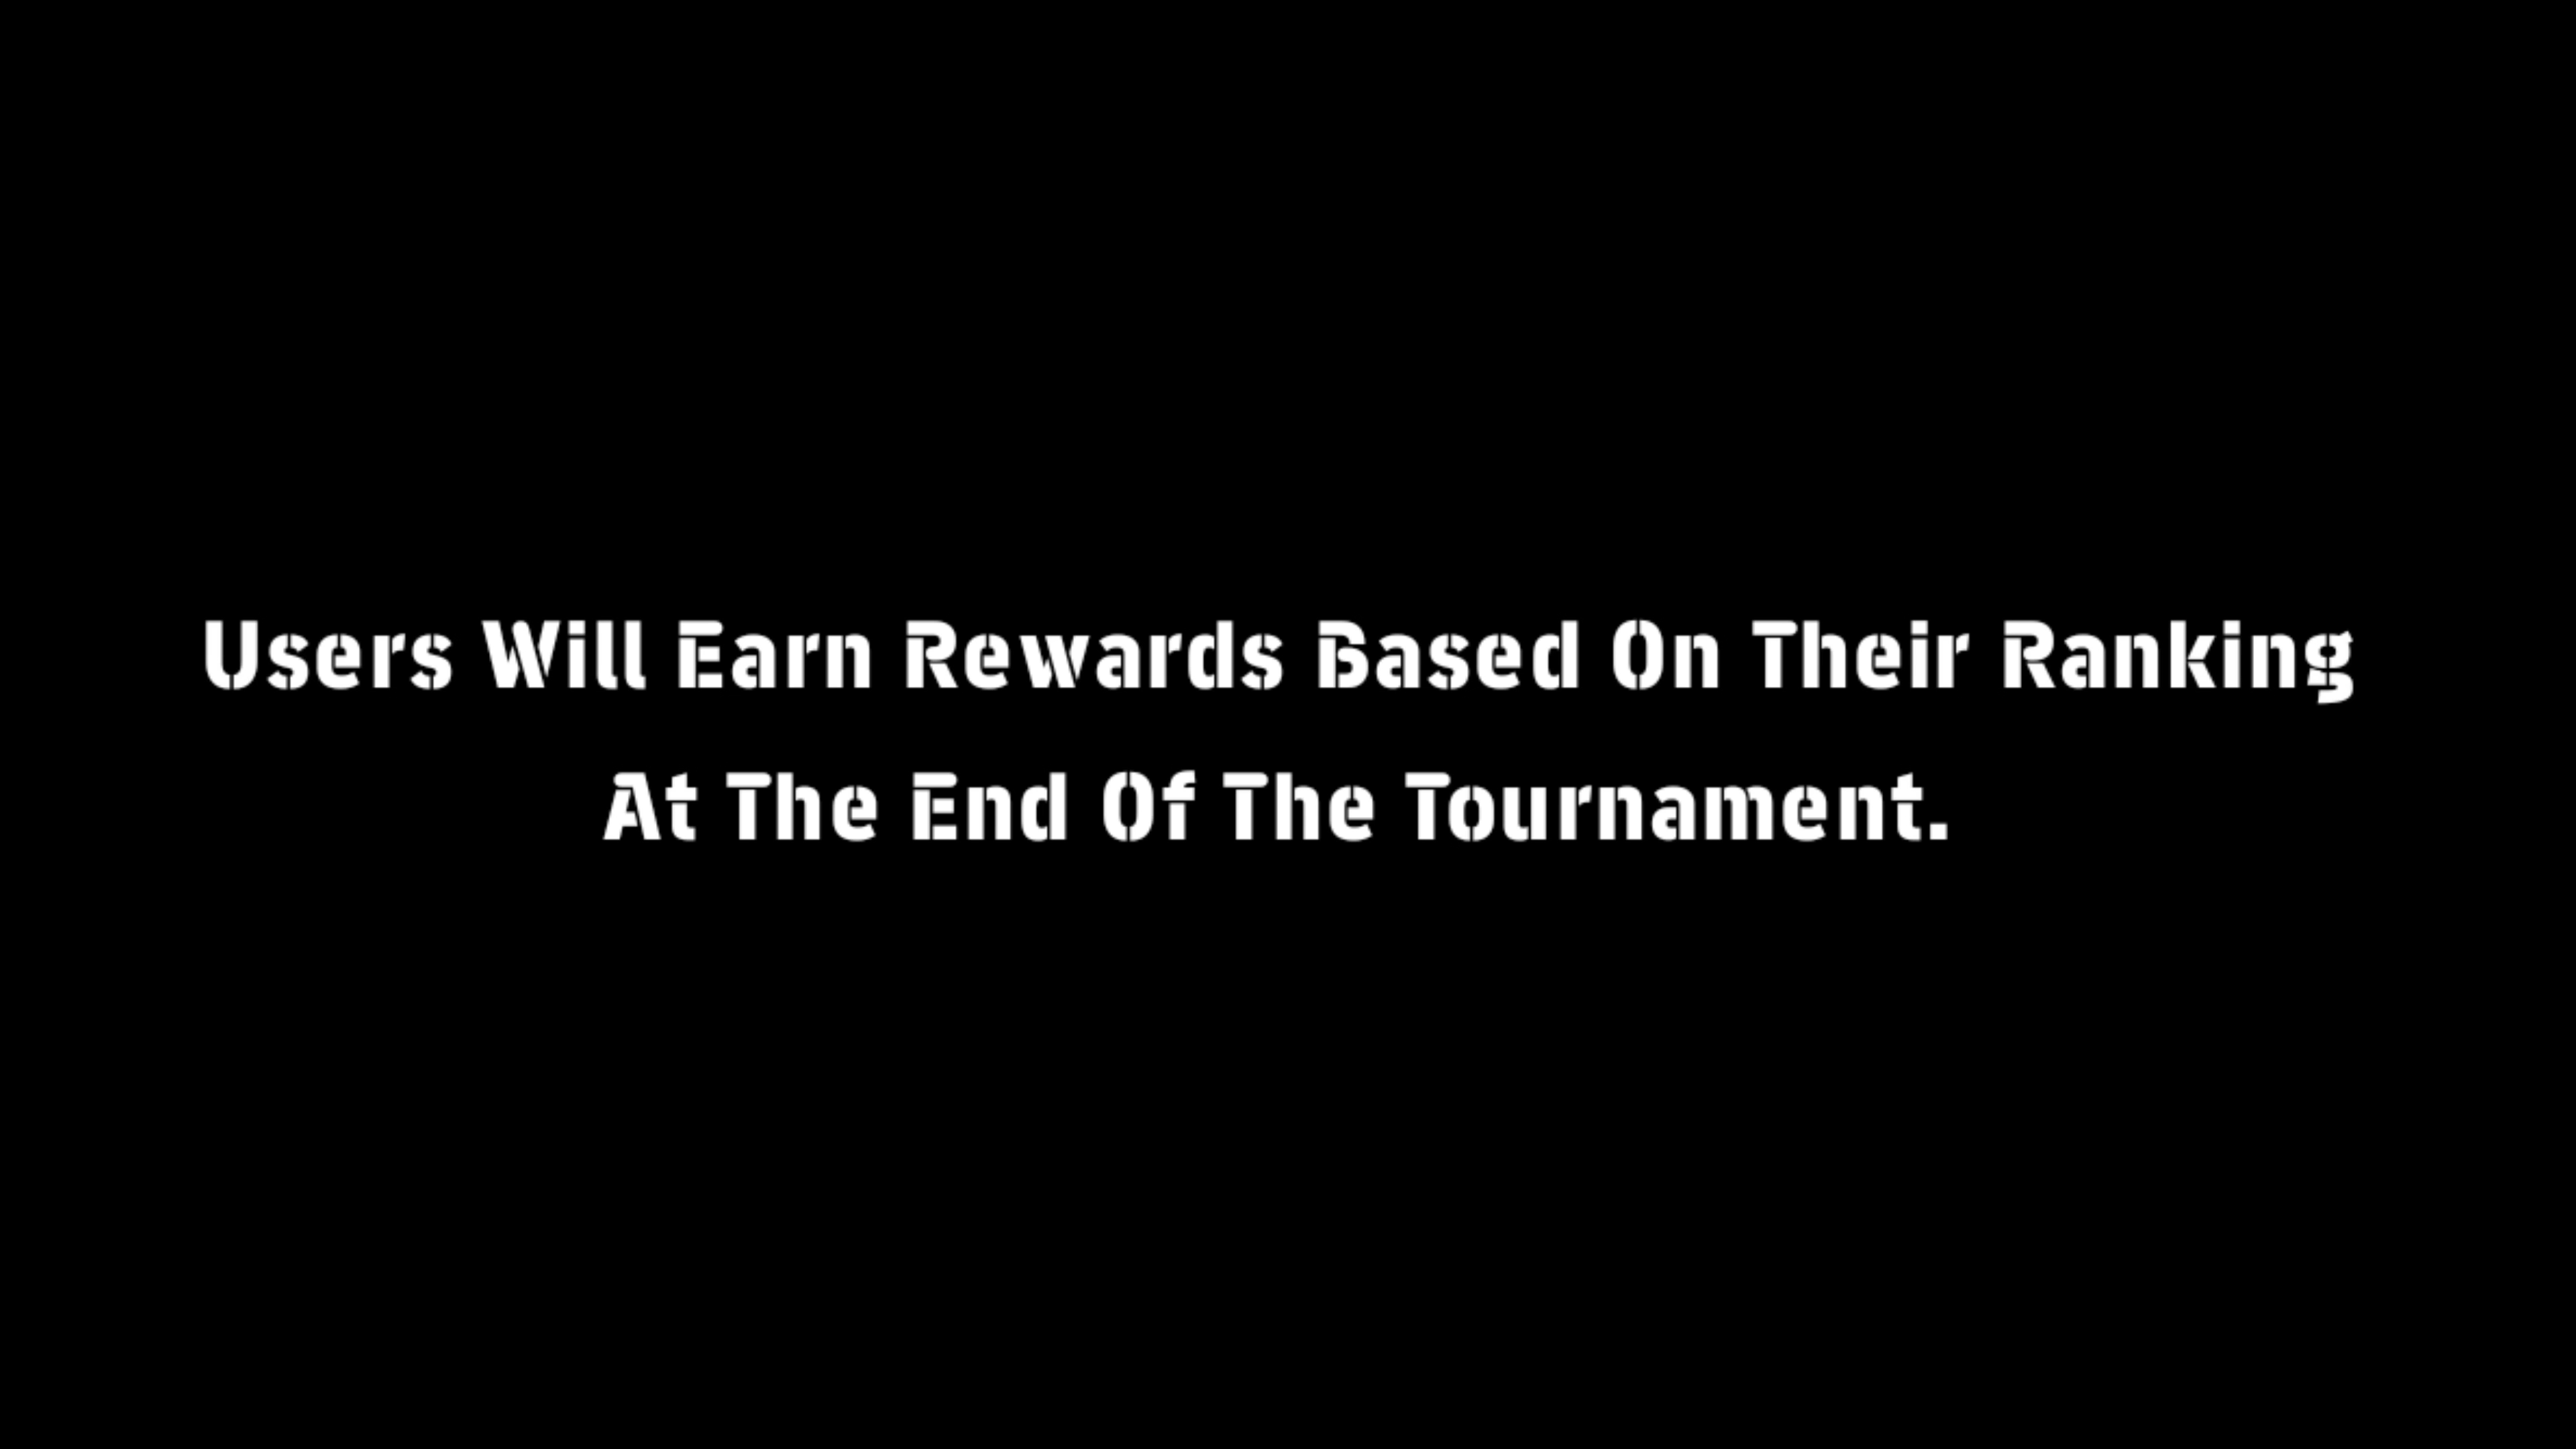 Users Will Earn Rewards Based On Their Ranking
At The End Of The Tournament.